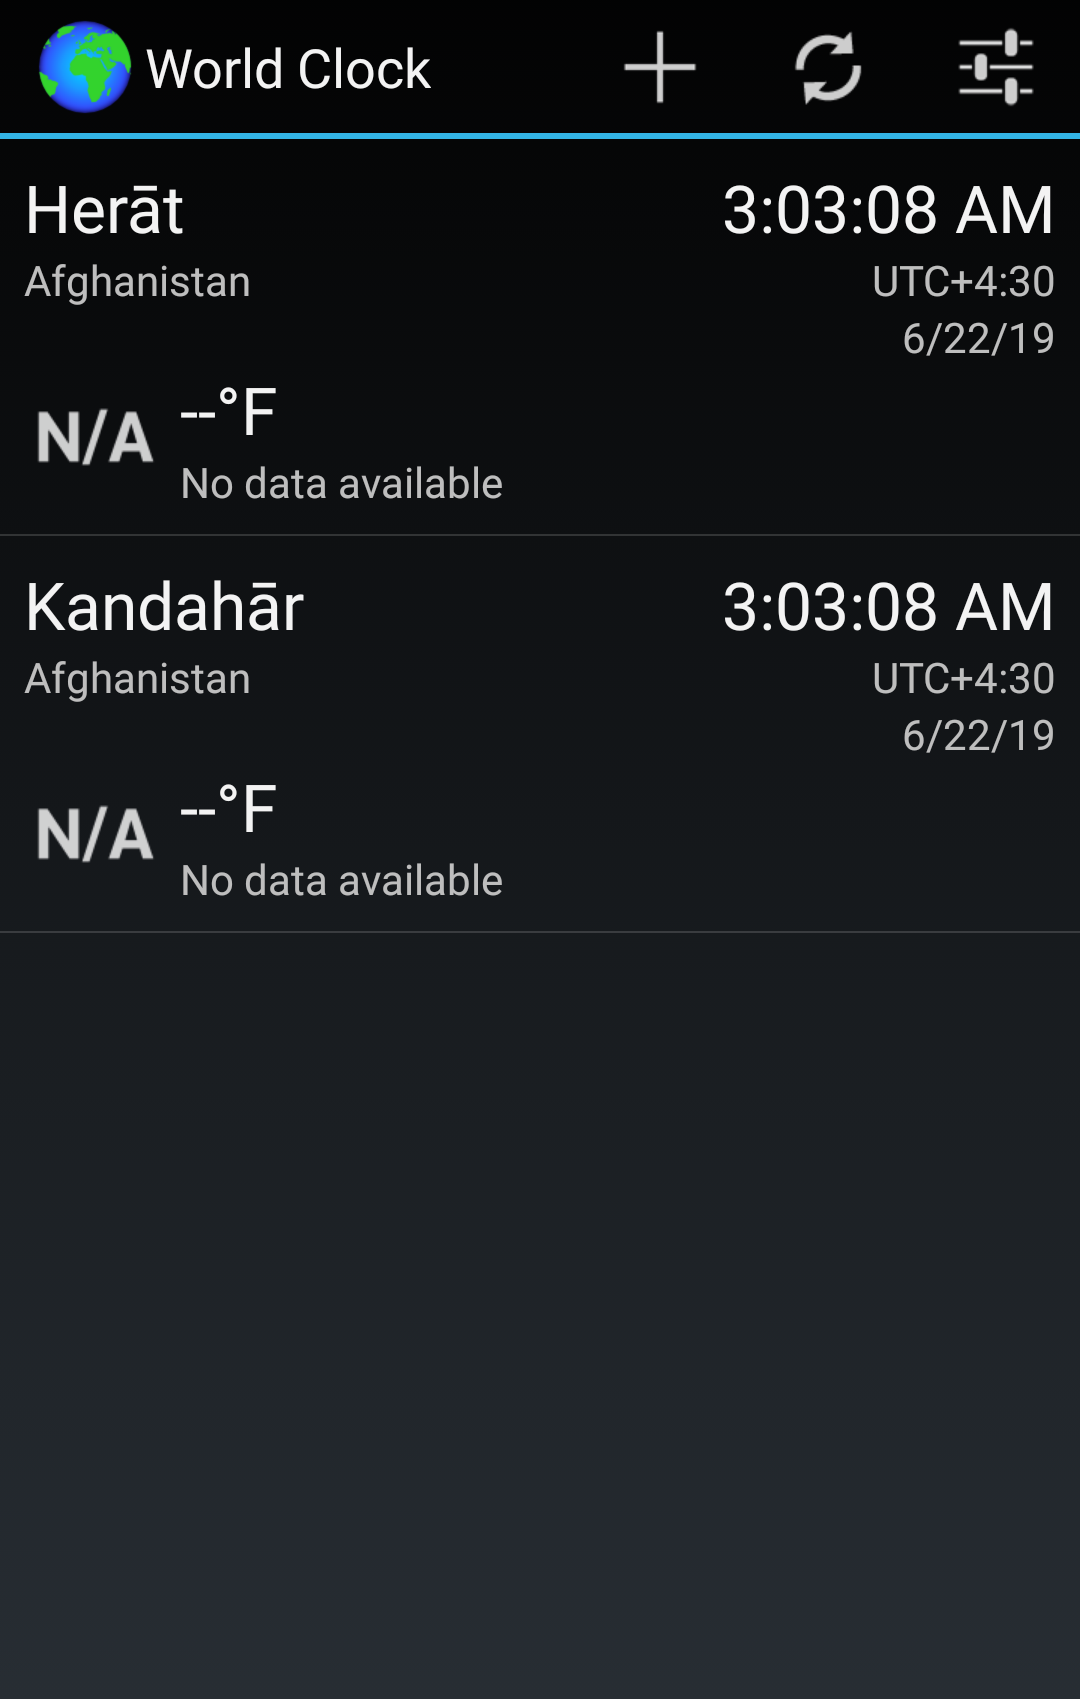 World Clock
Herāt 3:03:08 AM
Afghanistan UTC+4:30
6/22/19
N/A --°F
No data available
Kandahār 3:03:08 AM
Afghanistan UTC+4:30
6/22/19
N/A --°F
No data available